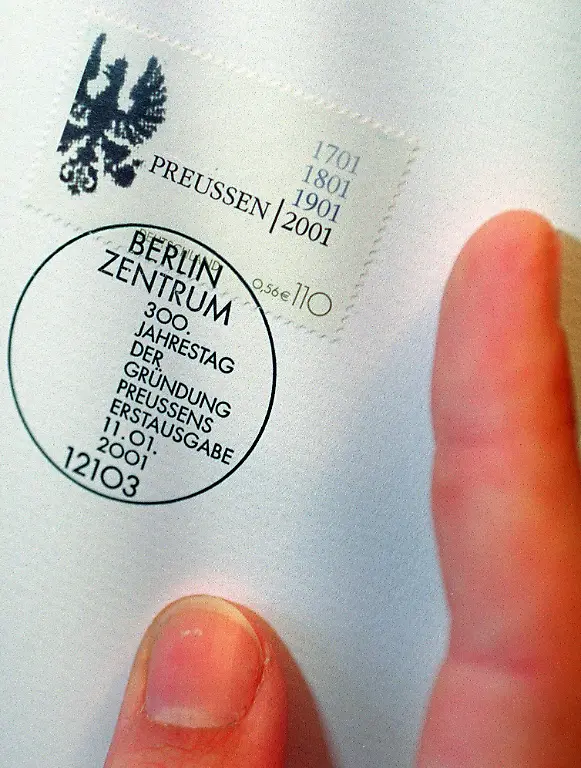 1701
1801
1901
PREUSSEN | 2001
DEUTSCHLAND
0,56 € 110
BERLIN
ZENTRUM
300.
JAHRESTAG
DER
GRÜNDUNG
PREUSSENS
ERSTAUSGABE
11.01.
2001
12103